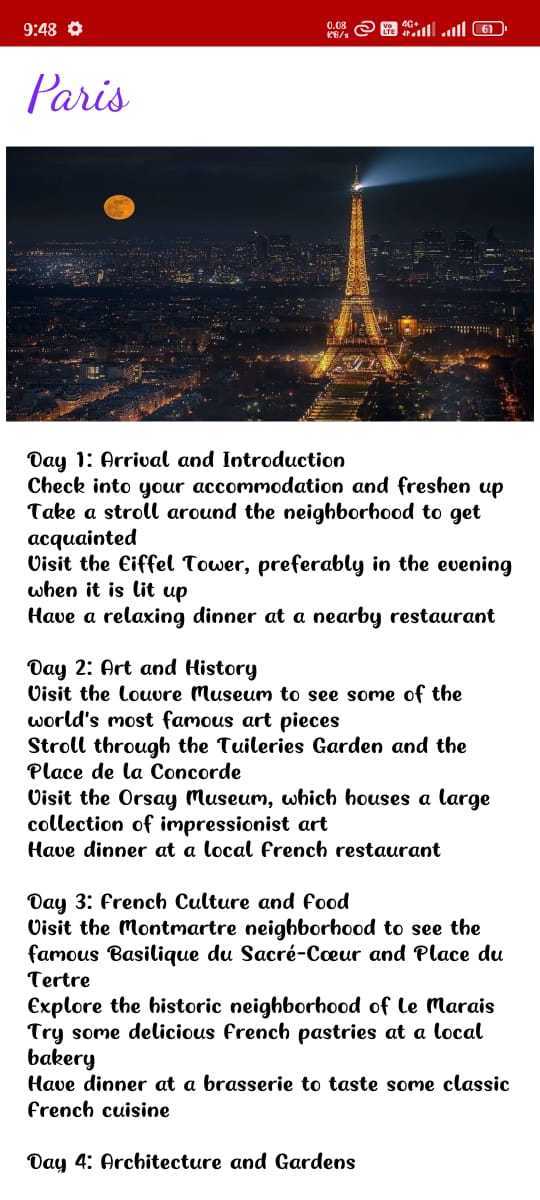 9:48
0.03 KB/s VO LTE 4G+ 61
Paris
Day 1: Arrival and Introduction
Check into your accommodation and freshen up
Take a stroll around the neighborhood to get
acquainted
Visit the Eiffel Tower, preferably in the evening
when it is lit up
Have a relaxing dinner at a nearby restaurant
Day 2: Art and History
Visit the Louvre Museum to see some of the
world's most famous art pieces
Stroll through the Tuileries Garden and the
Place de la Concorde
Visit the Orsay Museum, which houses a large
collection of impressionist art
Have dinner at a local French restaurant
Day 3: French Culture and Food
Visit the Montmartre neighborhood to see the
famous Basilique du Sacré-Cœur and Place du
Tertre
Explore the historic neighborhood of Le Marais
Try some delicious French pastries at a local
bakery
Have dinner at a brasserie to taste some classic
French cuisine
Day 4: Architecture and Gardens